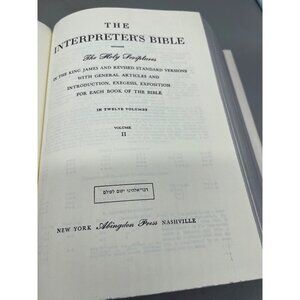 THE
INTERPRETER'S BIBLE
The Holy Scriptures
IN THE KING JAMES AND REVISED STANDARD VERSIONS
WITH GENERAL ARTICLES AND
INTRODUCTION, EXEGESIS, EXPOSITION
FOR EACH BOOK OF THE BIBLE
IN TWELVE VOLUMES
VOLUME
II
NEW YORK Abingdon Press NASHVILLE